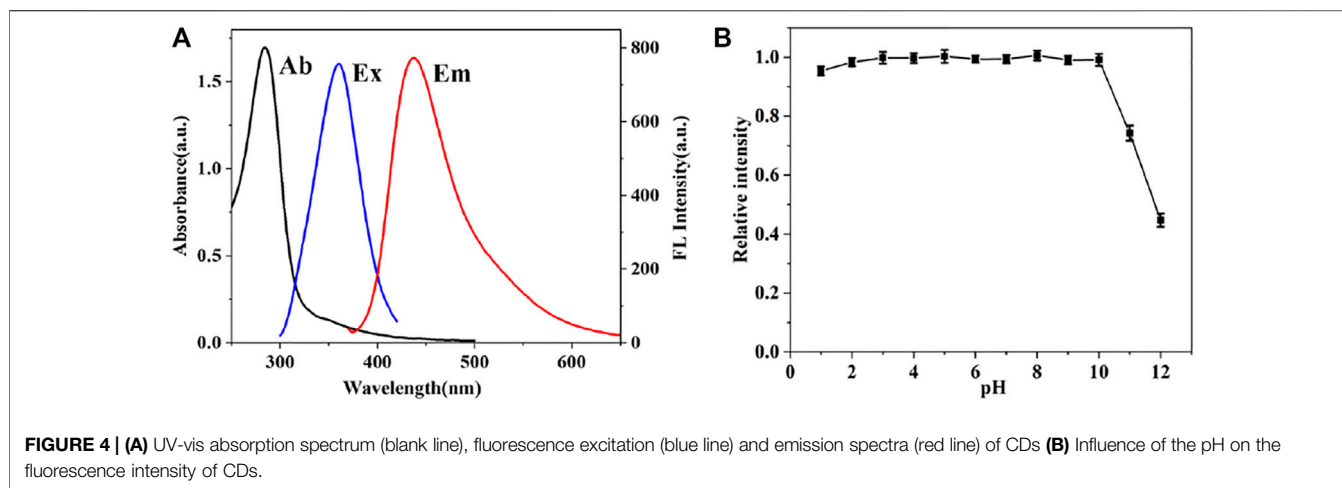 A
Ab
Ex
Em
1.5
1.0
0.5
0.0
Absorbance(a.u.)
800
600
400
200
0
FL Intensity(a.u.)
300
400
500
600
Wavelength(nm)
B
1.0
0.8
0.6
0.4
0.2
0.0
Relative intensity
0
2
4
6
8
10
12
pH
FIGURE 4 | (A) UV-vis absorption spectrum (blank line), fluorescence excitation (blue line) and emission spectra (red line) of CDs (B) Influence of the pH on the
fluorescence intensity of CDs.